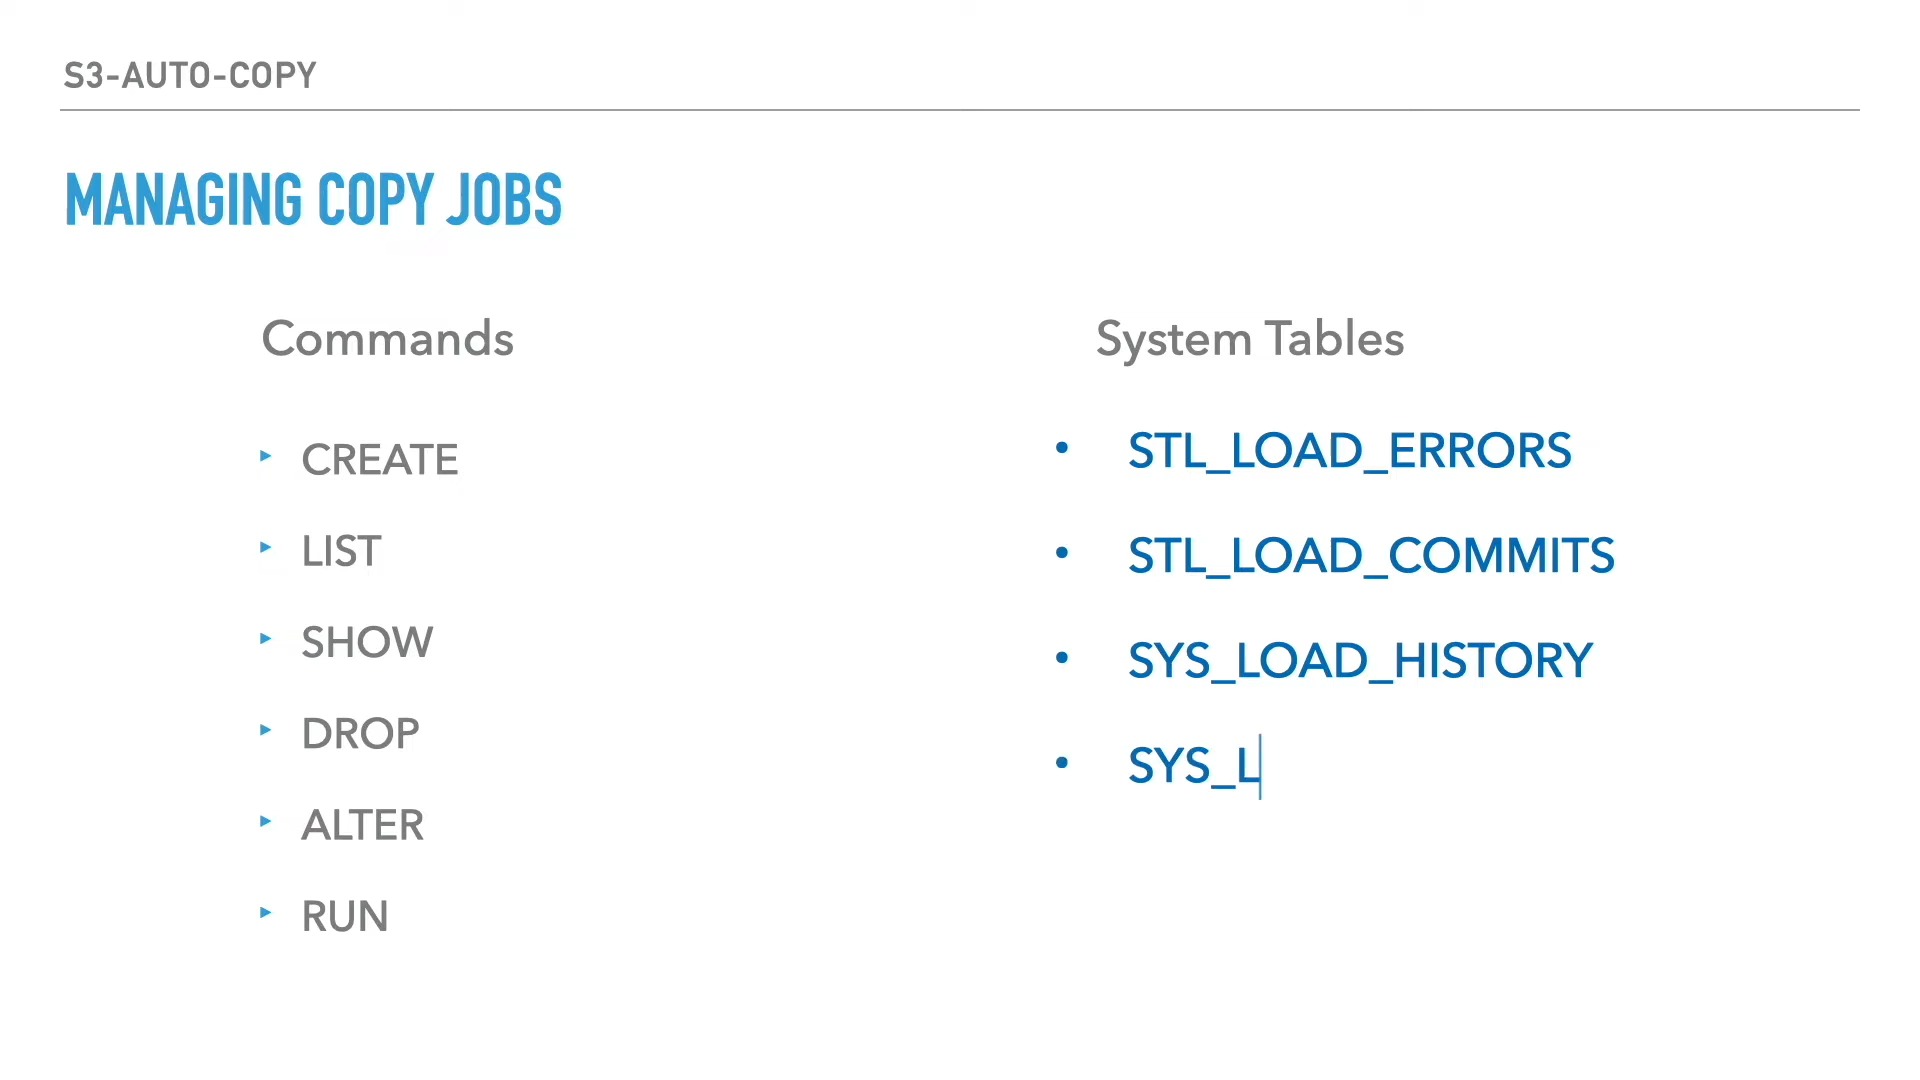 S3-AUTO-COPY
MANAGING COPY JOBS
Commands
‣ CREATE
‣ LIST
‣ SHOW
‣ DROP
‣ ALTER
‣ RUN
System Tables
• STL_LOAD_ERRORS
• STL_LOAD_COMMITS
• SYS_LOAD_HISTORY
• SYS_L